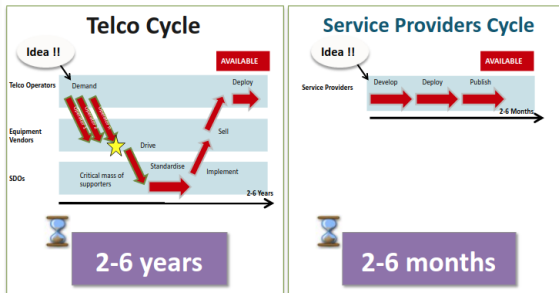 Telco Cycle
Idea !!
AVAILABLE
Telco Operators
Demand
Deploy
Equipment
Vendors
Drive
Sell
SDOs
Critical mass of
supporters
Standardise
Implement
2-6 Years
2-6 years
Service Providers Cycle
Idea !!
AVAILABLE
Service Providers
Develop
Deploy
Publish
2-6 Months
2-6 months